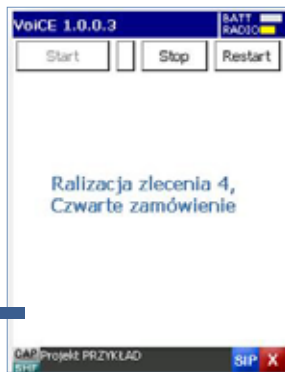 VoiCE 1.0.0.3
BATT
RADIO
Start Stop Restart
Ralizacja zlecenia 4,
Czwarte zamówienie
CAP Projekt PRZYKŁAD SIP X
SHF